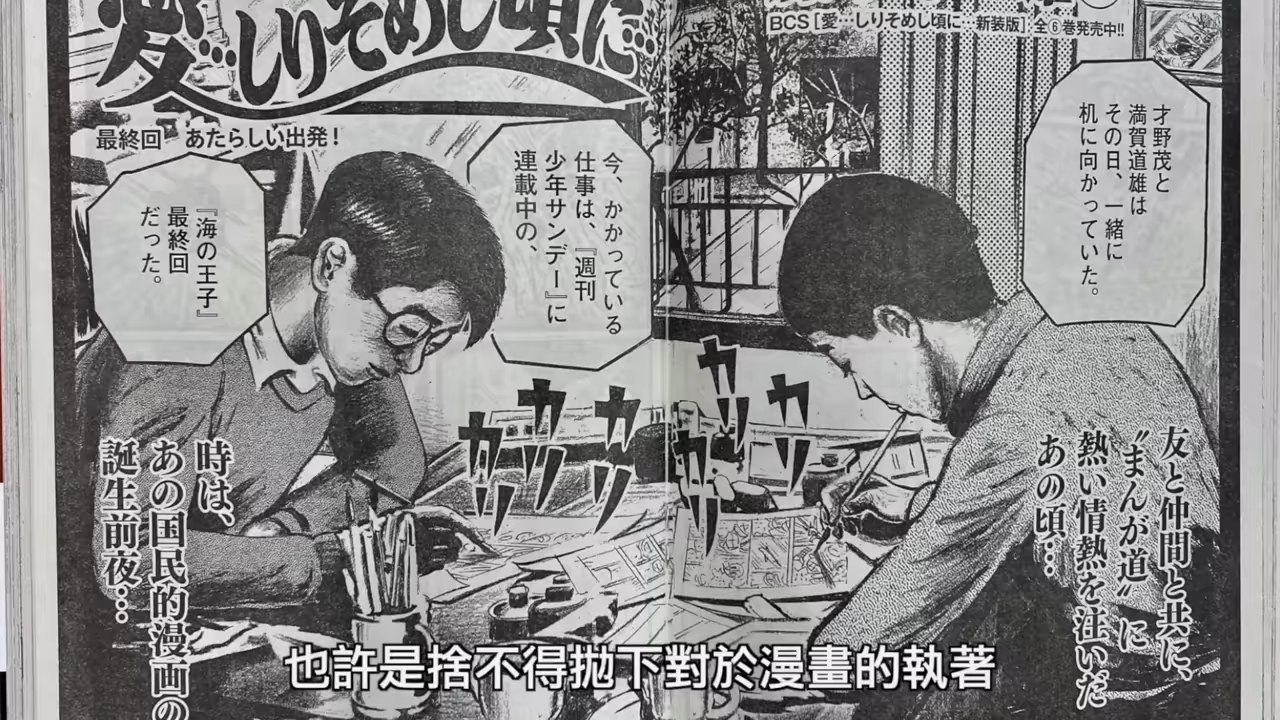 愛…しりそめし頃に…
BCS［愛…しりそめし頃に…新装版］全⑥巻発売中!!
最終回　あたらしい出発！
才野茂と
満賀道雄は
その日、一緒に
机に向かっていた。
今、かかっている
仕事は、『週刊
少年サンデー』に
連載中の、
『海の王子』
最終回
だった。
カリ
カリ
カリ
カリ
カリ
カリ
友と仲間と共に、
〝まんが道〟に
熱い情熱を注いだ
あの頃…
時は、
あの国民的漫画の
誕生前夜…
也許是捨不得拋下對於漫畫的執著